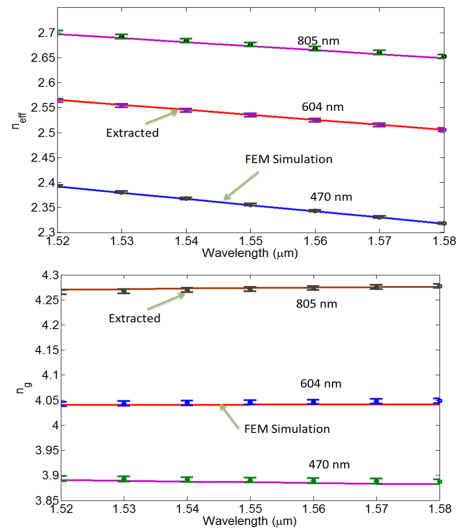 2.7
805 nm
2.65
2.6
604 nm
2.55
neff
2.5
Extracted
2.45
FEM Simulation
2.4
470 nm
2.35
2.3
1.52 1.53 1.54 1.55 1.56 1.57 1.58
Wavelength (μm)
4.3
4.25
Extracted
805 nm
4.2
4.15
4.1
604 nm
ng
4.05
4
FEM Simulation
3.95
470 nm
3.9
3.85
1.52 1.53 1.54 1.55 1.56 1.57 1.58
Wavelength (μm)